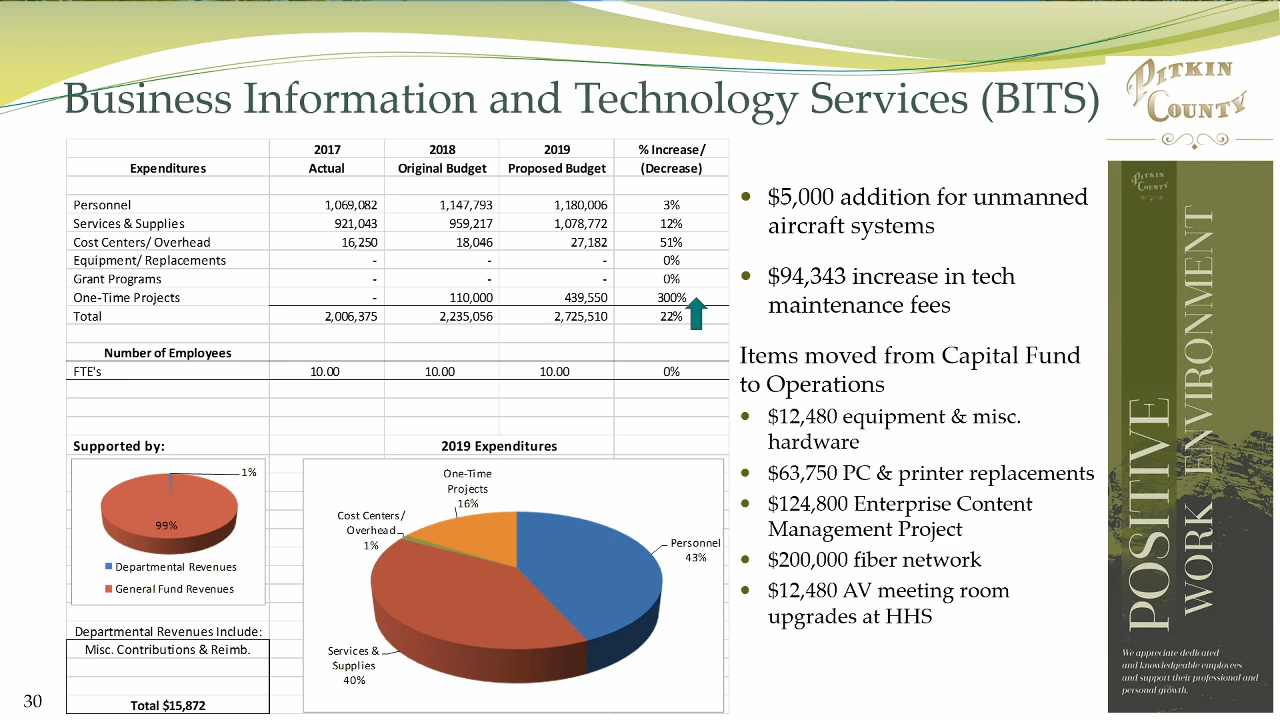 Business Information and Technology Services (BITS)
PITKIN
COUNTY
2017 2018 2019 % Increase/
Expenditures Actual Original Budget Proposed Budget (Decrease)
Personnel 1,069,082 1,147,793 1,180,006 3%
Services & Supplies 921,043 959,217 1,078,772 12%
Cost Centers/ Overhead 16,250 18,046 27,182 51%
Equipment/ Replacements - - - 0%
Grant Programs - - - 0%
One-Time Projects - 110,000 439,550 300%
Total 2,006,375 2,235,056 2,725,510 22%
Number of Employees
FTE's 10.00 10.00 10.00 0%
Supported by:
1%
99%
Departmental Revenues
General Fund Revenues
Departmental Revenues Include:
Misc. Contributions & Reimb.
Total $15,872
2019 Expenditures
One-Time
Projects
16%
Cost Centers/
Overhead
1%
Personnel
43%
Services &
Supplies
40%
• $5,000 addition for unmanned
aircraft systems
• $94,343 increase in tech
maintenance fees
Items moved from Capital Fund
to Operations
• $12,480 equipment & misc.
hardware
• $63,750 PC & printer replacements
• $124,800 Enterprise Content
Management Project
• $200,000 fiber network
• $12,480 AV meeting room
upgrades at HHS
PITKIN
COUNTY
POSITIVE
WORK ENVIRONMENT
We appreciate dedicated
and knowledgeable employees
and support their professional and
personal growth.
30